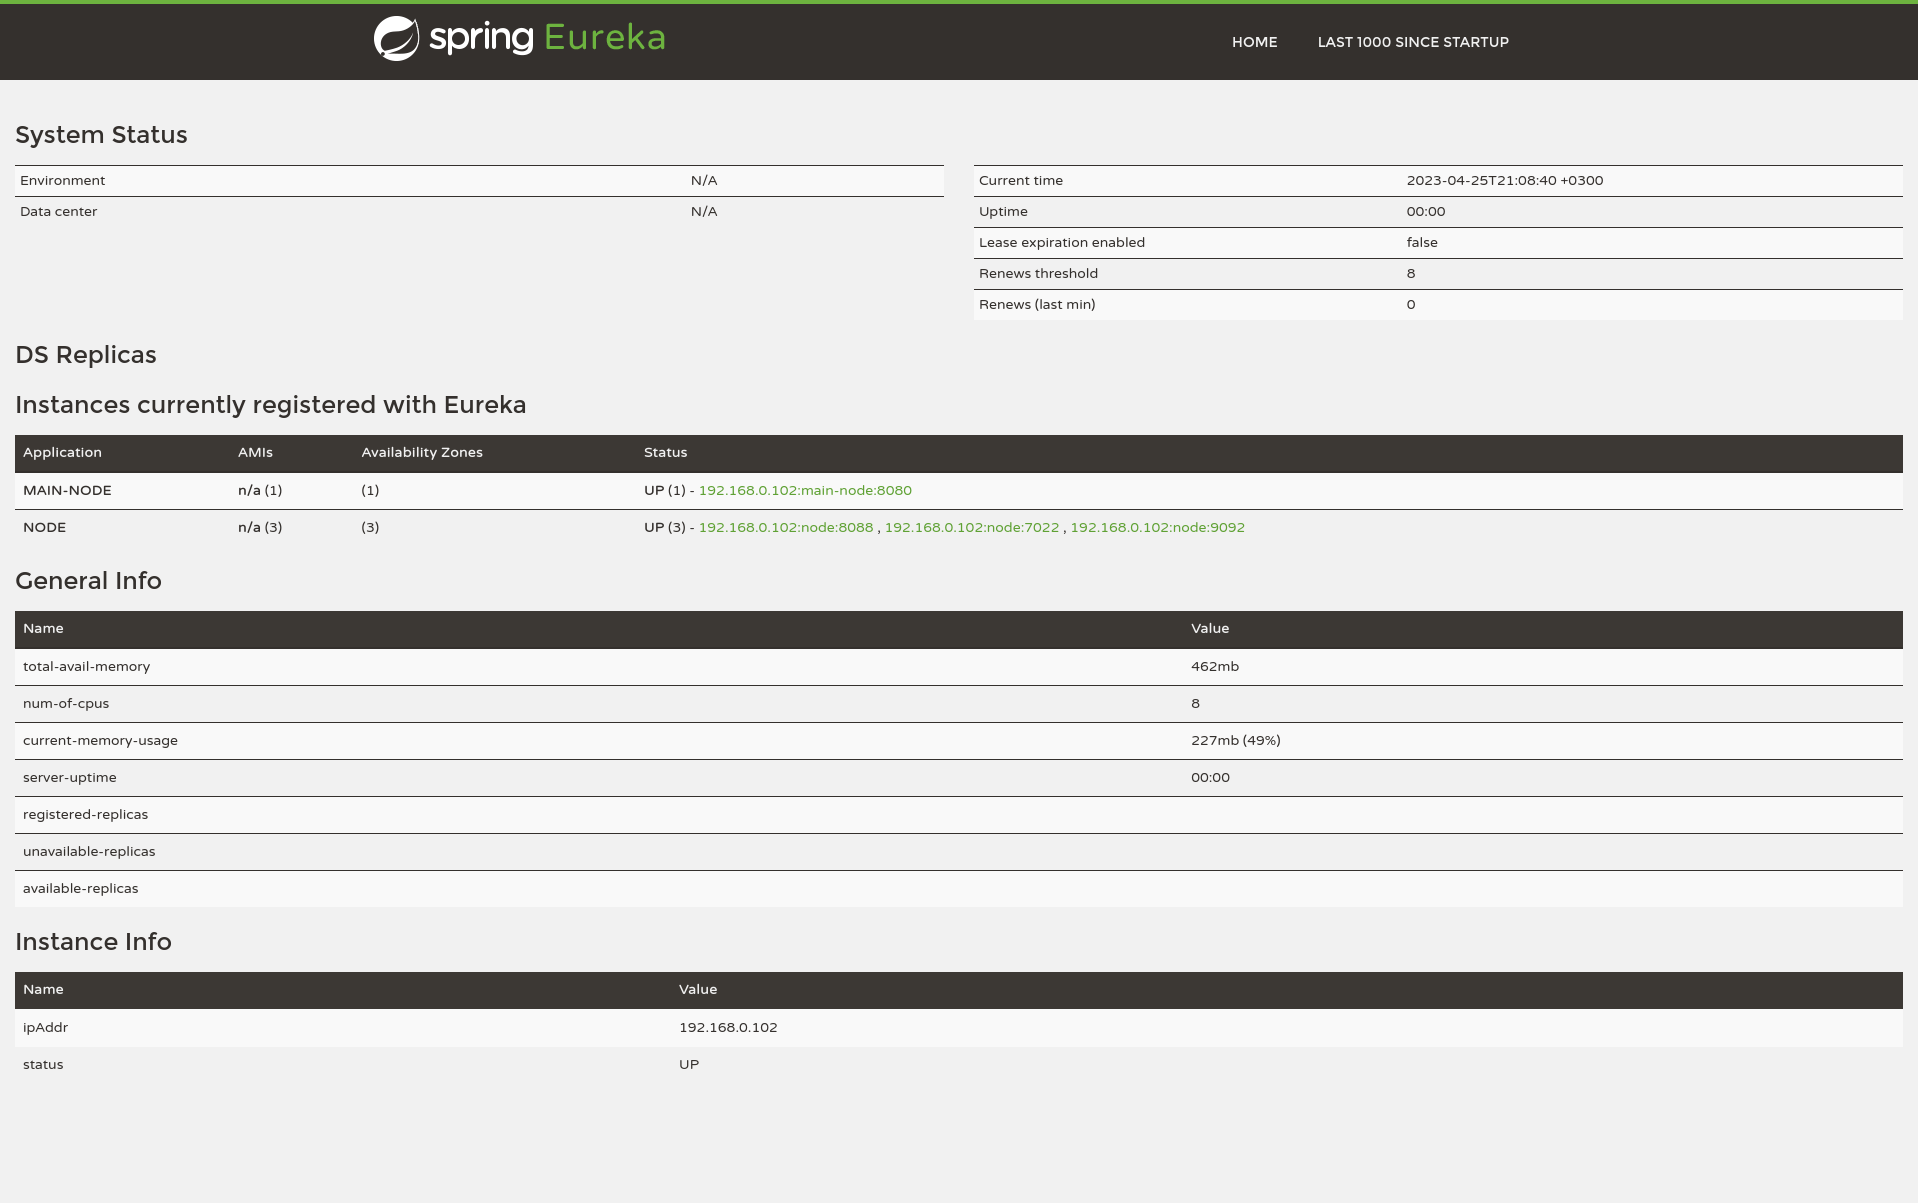 spring Eureka
HOME LAST 1000 SINCE STARTUP
System Status
Environment N/A
Data center N/A
Current time 2023-04-25T21:08:40 +0300
Uptime 00:00
Lease expiration enabled false
Renews threshold 8
Renews (last min) 0
DS Replicas
Instances currently registered with Eureka
Application AMIs Availability Zones Status
MAIN-NODE n/a (1) (1) UP (1) - 192.168.0.102:main-node:8080
NODE n/a (3) (3) UP (3) - 192.168.0.102:node:8088 , 192.168.0.102:node:7022 , 192.168.0.102:node:9092
General Info
Name Value
total-avail-memory 462mb
num-of-cpus 8
current-memory-usage 227mb (49%)
server-uptime 00:00
registered-replicas
unavailable-replicas
available-replicas
Instance Info
Name Value
ipAddr 192.168.0.102
status UP